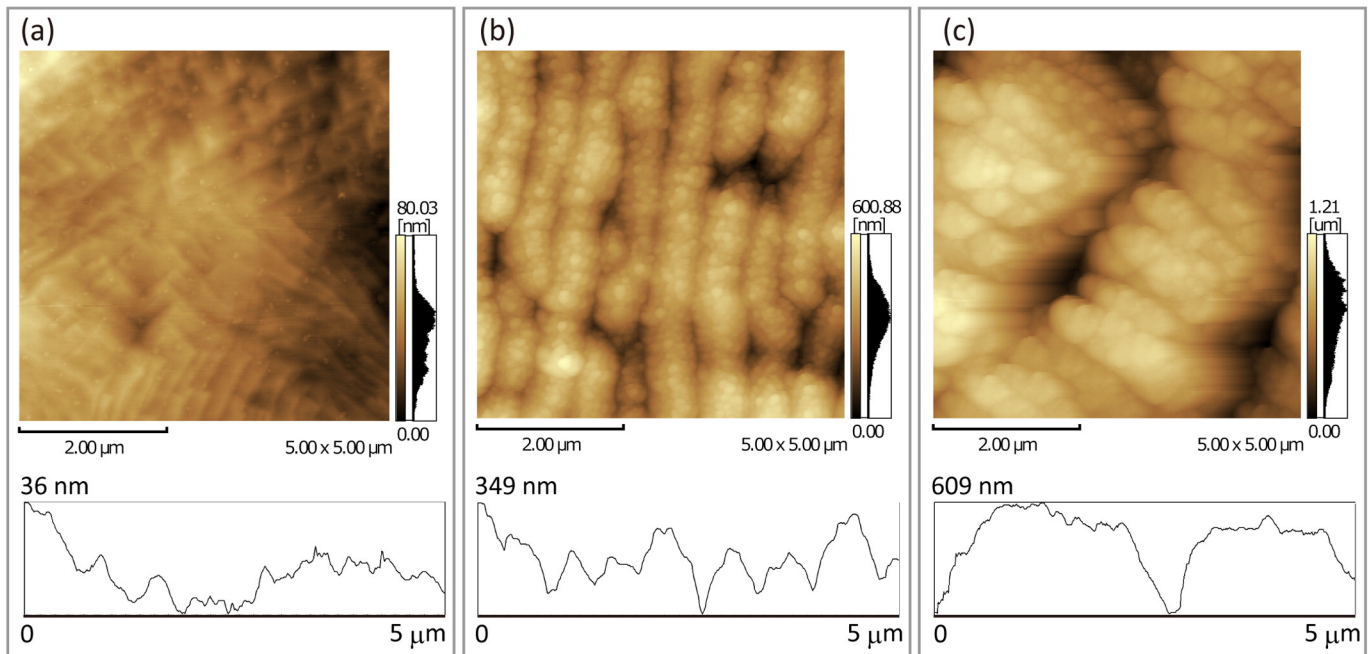 (a)
80.03
[nm]
0.00
2.00 µm
5.00 x 5.00 µm
36 nm
0
5 µm
(b)
600.88
[nm]
0.00
2.00 µm
5.00 x 5.00 µm
349 nm
0
5 µm
(c)
1.21
[um]
0.00
2.00 µm
5.00 x 5.00 µm
609 nm
0
5 µm